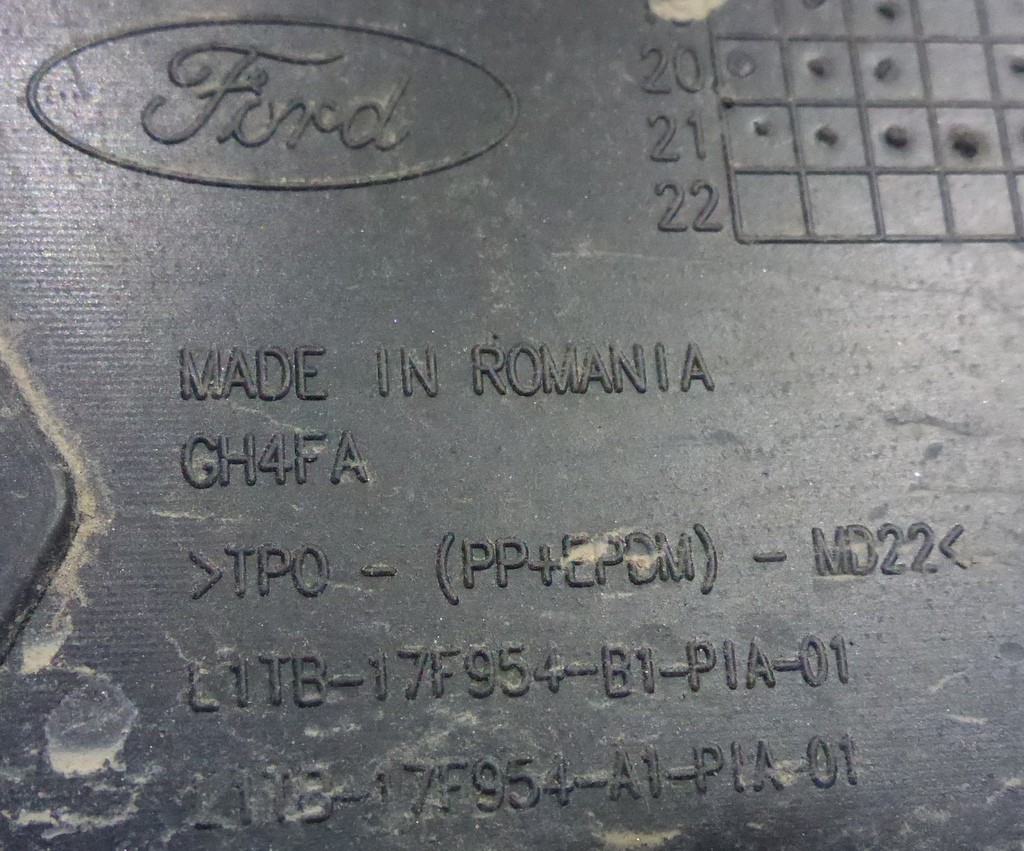 Ford
20
21
22
MADE IN ROMANIA
GH4FA
>TPO - (PP+EPDM) - MD22<
L1TB-17F954-B1-PIA-01
L1TB-17F954-A1-PIA-01